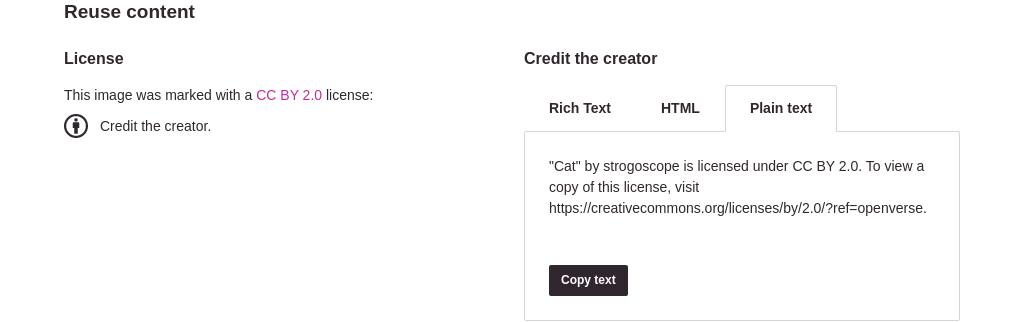 Reuse content
License
This image was marked with a CC BY 2.0 license:
Credit the creator.
Credit the creator
Rich Text
HTML
Plain text
"Cat" by strogoscope is licensed under CC BY 2.0. To view a
copy of this license, visit
https://creativecommons.org/licenses/by/2.0/?ref=openverse.
Copy text